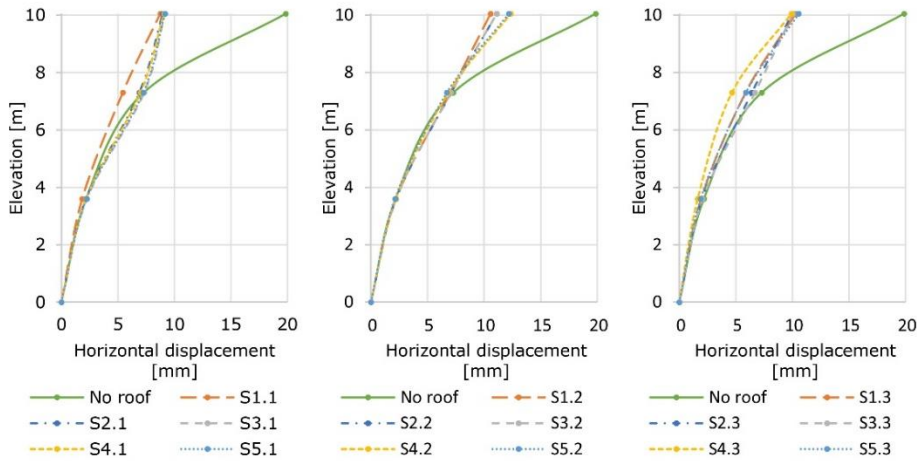 10
8
6
4
2
0
Elevation [m]
0 5 10 15 20
Horizontal displacement
[mm]
No roof S1.1
S2.1 S3.1
S4.1 S5.1
10
8
6
4
2
0
Elevation [m]
0 5 10 15 20
Horizontal displacement
[mm]
No roof S1.2
S2.2 S3.2
S4.2 S5.2
10
8
6
4
2
0
Elevation [m]
0 5 10 15 20
Horizontal displacement
[mm]
No roof S1.3
S2.3 S3.3
S4.3 S5.3